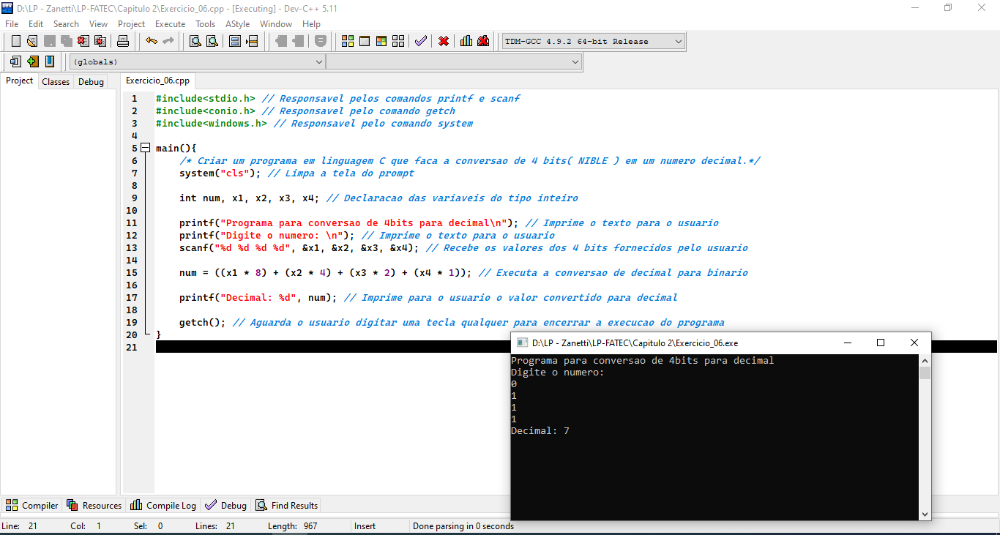 D:\LP - Zanetti\LP-FATEC\Capitulo 2\Exercicio_06.cpp - [Executing] - Dev-C++ 5.11
File Edit Search View Project Execute Tools AStyle Window Help
TDM-GCC 4.9.2 64-bit Release
(globals)
Project Classes Debug Exercicio_06.cpp
1 #include<stdio.h> // Responsavel pelos comandos printf e scanf
2 #include<conio.h> // Responsavel pelo comando getch
3 #include<windows.h> // Responsavel pelo comando system
4
5 main(){
6 /* Criar um programa em linguagem C que faca a conversao de 4 bits( NIBLE ) em um numero decimal.*/
7 system("cls"); // Limpa a tela do prompt
8
9 int num, x1, x2, x3, x4; // Declaracao das variaveis do tipo inteiro
10
11 printf("Programa para conversao de 4bits para decimal\n"); // Imprime o texto para o usuario
12 printf("Digite o numero: \n"); // Imprime o texto para o usuario
13 scanf("%d %d %d %d", &x1, &x2, &x3, &x4); // Recebe os valores dos 4 bits fornecidos pelo usuario
14
15 num = ((x1 * 8) + (x2 * 4) + (x3 * 2) + (x4 * 1)); // Executa a conversao de decimal para binario
16
17 printf("Decimal: %d", num); // Imprime para o usuario o valor convertido para decimal
18
19 getch(); // Aguarda o usuario digitar uma tecla qualquer para encerrar a execucao do programa
20 }
21
D:\LP - Zanetti\LP-FATEC\Capitulo 2\Exercicio_06.exe
Programa para conversao de 4bits para decimal
Digite o numero:
0
1
1
1
Decimal: 7
Compiler Resources Compile Log Debug Find Results
Line: 21 Col: 1 Sel: 0 Lines: 21 Length: 967 Insert Done parsing in 0 seconds